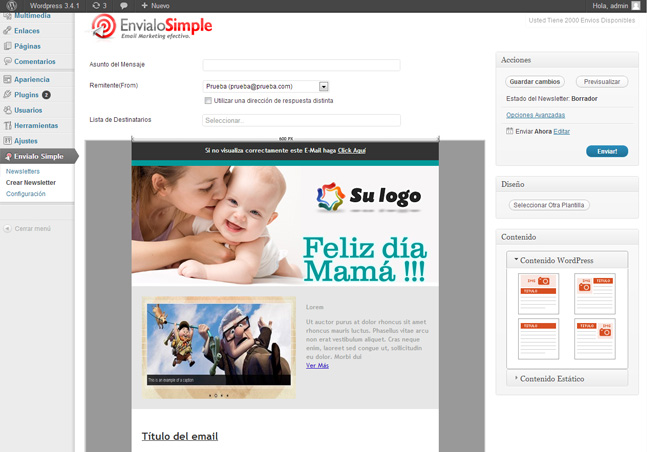 Wordpress 3.4.1
3
Nuevo
Hola, admin
Multimedia
Enlaces
Páginas
Comentarios
Apariencia
Plugins 2
Usuarios
Herramientas
Ajustes
Envialo Simple
Newsletters
Crear Newsletter
Configuración
Cerrar menú
EnvialoSimple
Email Marketing efectivo.
Usted Tiene 2000 Envios Disponibles
Asunto del Mensaje
Remitente(From)
Prueba (prueba@prueba.com)
Utilizar una dirección de respuesta distinta
Lista de Destinatarios
Seleccionar..
600 PX
Si no visualiza correctamente este E-Mail haga Click Aquí
Su logo
Feliz día
Mamá !!!
This is an example of a caption
Lorem
Ut auctor purus at dolor rhoncus sit amet
rhoncus mauris luctus. Phasellus vitae arcu
non erat vestibulum aliquet. Cras neque
enim, laoreet sed congue ut, sollicitudin
eu dolor. Morbi dui
Ver Más
Título del email
Acciones
Guardar cambios
Previsualizar
Estado del Newsletter: Borrador
Opciones Avanzadas
Enviar Ahora Editar
Enviar!
Diseño
Seleccionar Otra Plantilla
Contenido
Contenido WordPress
IMG
TITULO
IMG
TITULO
TITULO
TITULO
IMG
Contenido Estático